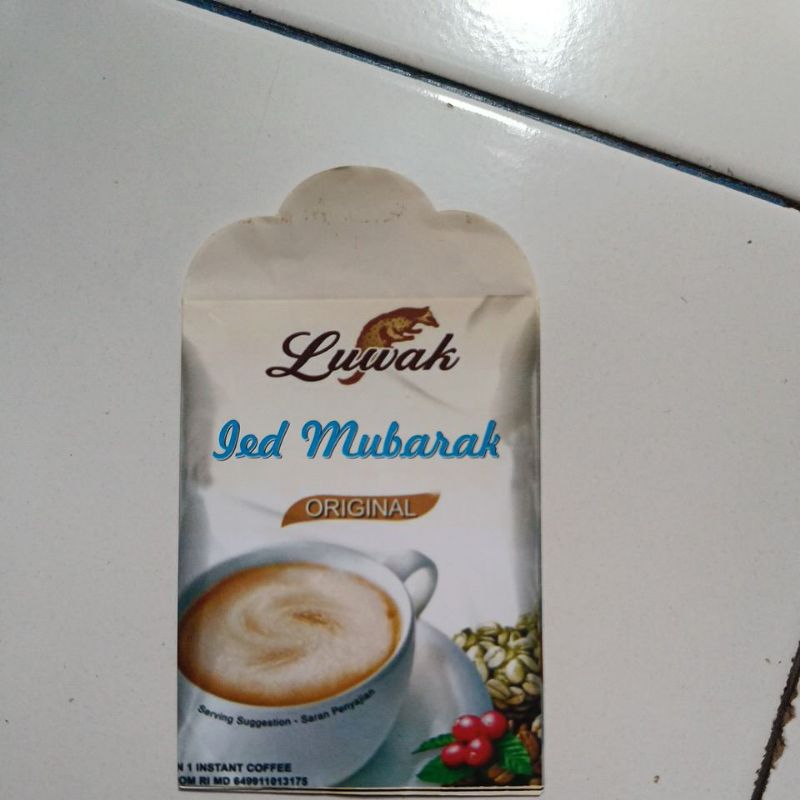 Luwak
Ied Mubarak
ORIGINAL
Serving Suggestion - Saran Penyajian
N 1 INSTANT COFFEE
OM RI MD 649911013175